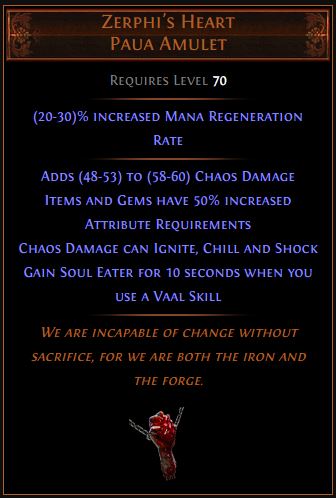 Zerphi's Heart
Paua Amulet
Requires Level 70
(20-30)% increased Mana Regeneration
Rate
Adds (48-53) to (58-60) Chaos Damage
Items and Gems have 50% increased
Attribute Requirements
Chaos Damage can Ignite, Chill and Shock
Gain Soul Eater for 10 seconds when you
use a Vaal Skill
We are incapable of change without
sacrifice, for we are both the iron and
the forge.